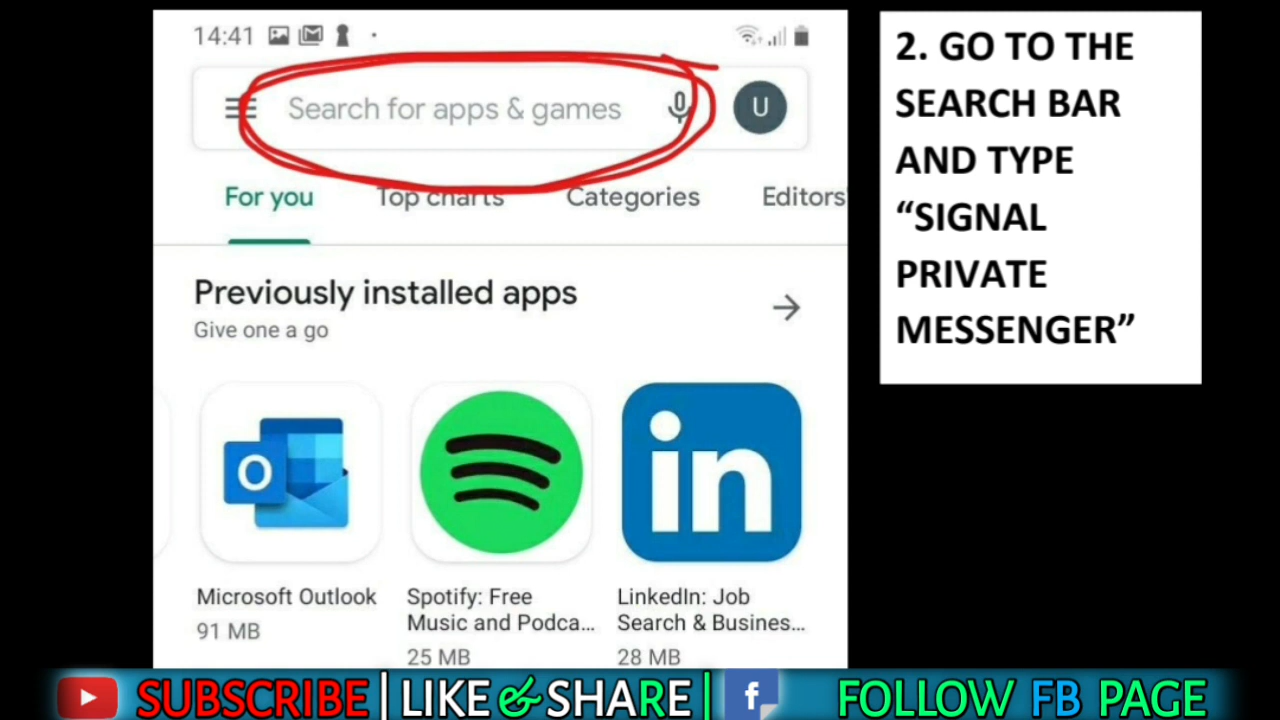 14:41
Search for apps & games
U
For you Top charts Categories Editors'
Previously installed apps
Give one a go
O
in
Microsoft Outlook
91 MB
Spotify: Free
Music and Podca...
25 MB
LinkedIn: Job
Search & Busines...
28 MB
2. GO TO THE
SEARCH BAR
AND TYPE
“SIGNAL
PRIVATE
MESSENGER”
SUBSCRIBE | LIKE & SHARE | f FOLLOW FB PAGE